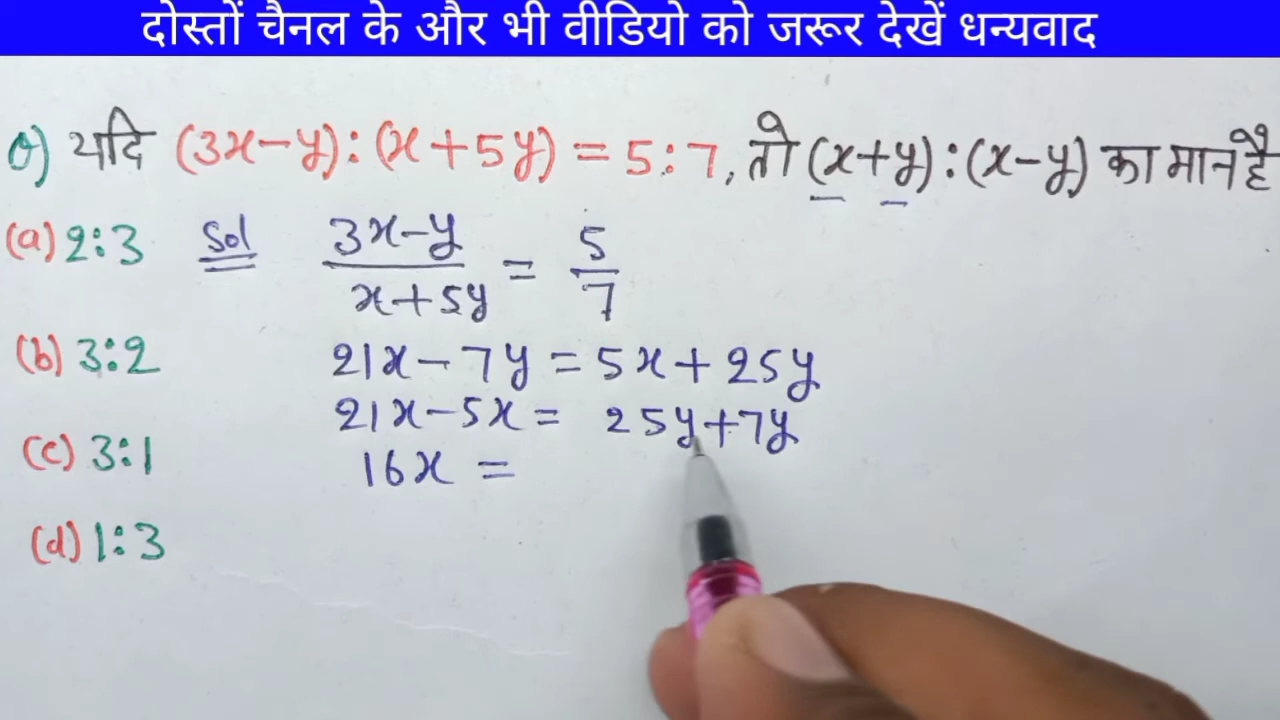 दोस्तों चैनल के और भी वीडियो को जरूर देखें धन्यवाद
Q) यदि (3x-y):(x+5y) = 5:7, तो (x+y):(x-y) का मान है
(a) 2:3
(b) 3:2
(c) 3:1
(d) 1:3
Sol
3x-y / x+5y = 5/7
21x-7y = 5x+25y
21x-5x = 25y+7y
16x =